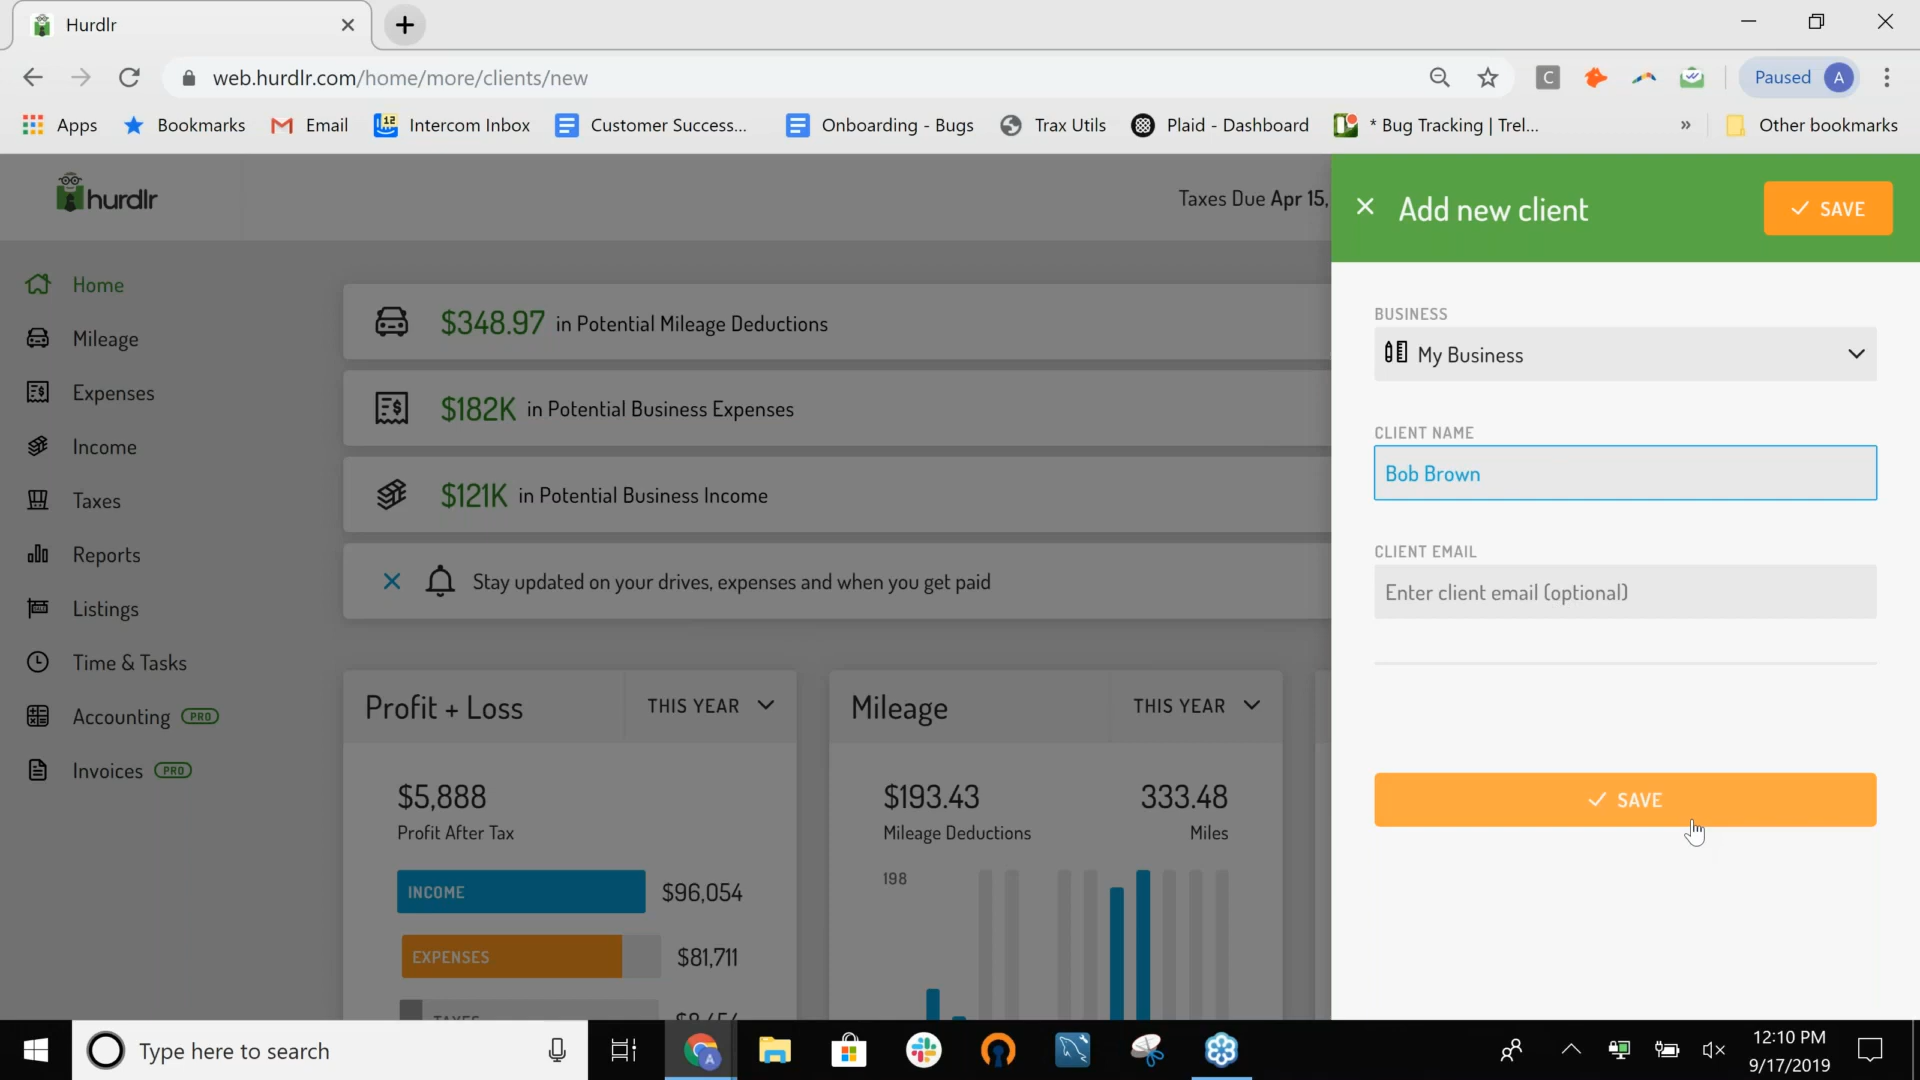 Hurdlr
web.hurdlr.com/home/more/clients/new
C
Paused A
Apps
Bookmarks
Email
12
Intercom Inbox
Customer Success...
Onboarding - Bugs
Trax Utils
Plaid - Dashboard
* Bug Tracking | Trel...
»
Other bookmarks
hurdlr
Taxes Due Apr 15,
Add new client
SAVE
Home
Mileage
Expenses
Income
Taxes
Reports
Listings
Time & Tasks
Accounting PRO
Invoices PRO
$348.97 in Potential Mileage Deductions
$182K in Potential Business Expenses
$121K in Potential Business Income
Stay updated on your drives, expenses and when you get paid
Profit + Loss
THIS YEAR
$5,888
Profit After Tax
INCOME
$96,054
EXPENSES
$81,711
TAXES
Mileage
THIS YEAR
$193.43
Mileage Deductions
333.48
Miles
198
BUSINESS
My Business
CLIENT NAME
Bob Brown
CLIENT EMAIL
Enter client email (optional)
SAVE
Type here to search
A
12:10 PM
9/17/2019